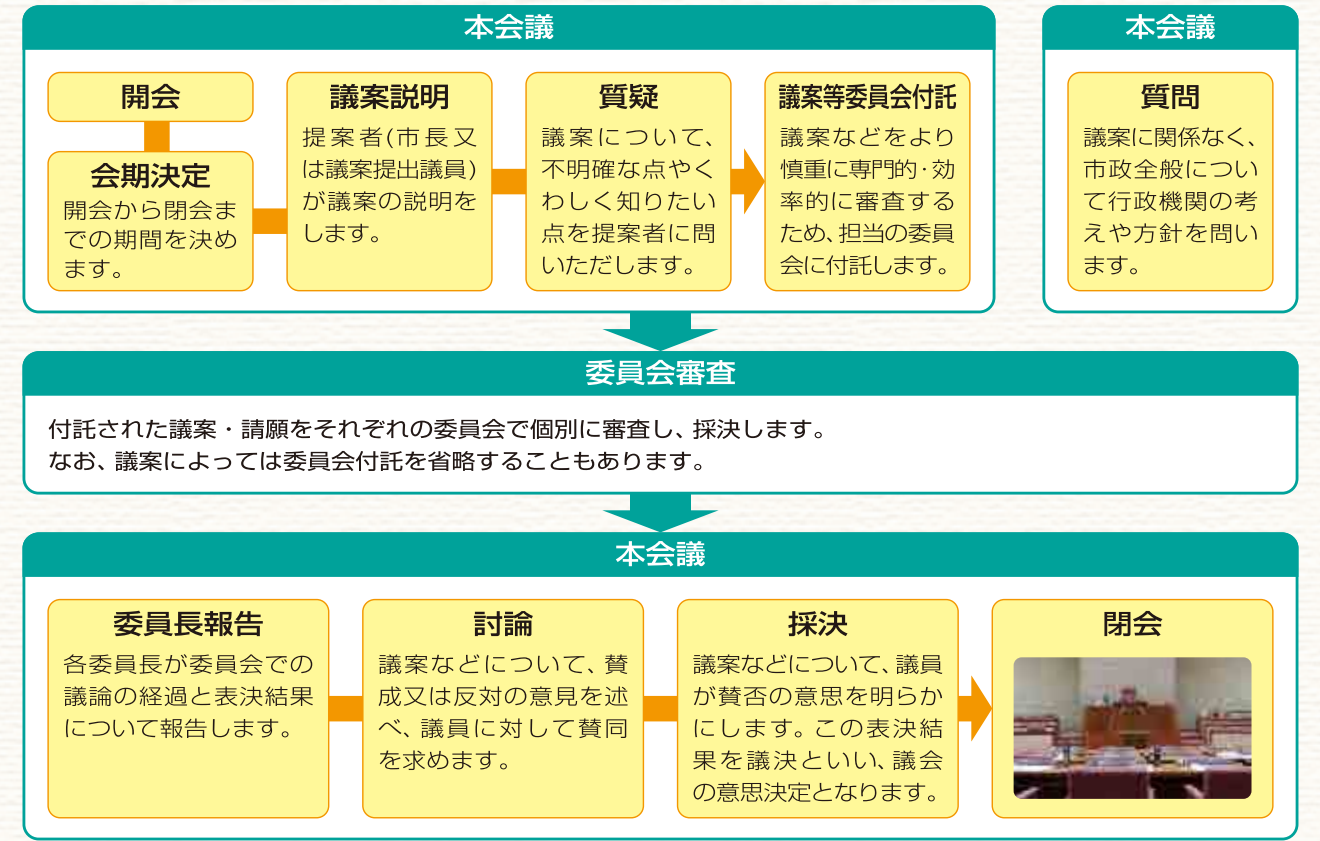 本会議
開会
会期決定
開会から閉会ま
での期間を決め
ます。
議案説明
提案者(市長又
は議案提出議員)
が議案の説明を
します。
質疑
議案について、
不明確な点やく
わしく知りたい
点を提案者に問
いただします。
議案等委員会付託
議案などをより
慎重に専門的・効
率的に審査する
ため、担当の委員
会に付託します。
本会議
質問
議案に関係なく、
市政全般につい
て行政機関の考
えや方針を問い
ます。
委員会審査
付託された議案・請願をそれぞれの委員会で個別に審査し、採決します。
なお、議案によっては委員会付託を省略することもあります。
本会議
委員長報告
各委員長が委員会での
議論の経過と表決結果
について報告します。
討論
議案などについて、賛
成又は反対の意見を述
べ、議員に対して賛同
を求めます。
採決
議案などについて、議員
が賛否の意思を明らか
にします。この表決結
果を議決といい、議会
の意思決定となります。
閉会